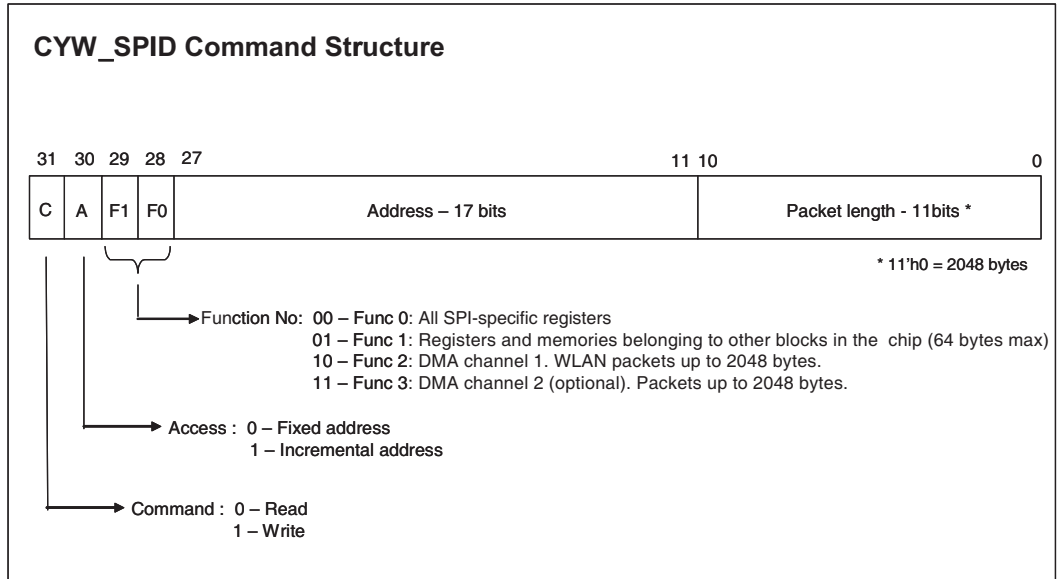 CYW_SPID Command Structure
31 30 29 28 27 11 10 0
C A F1 F0 Address – 17 bits Packet length - 11bits *
* 11'h0 = 2048 bytes
Function No: 00 – Func 0: All SPI-specific registers
01 – Func 1: Registers and memories belonging to other blocks in the chip (64 bytes max)
10 – Func 2: DMA channel 1. WLAN packets up to 2048 bytes.
11 – Func 3: DMA channel 2 (optional). Packets up to 2048 bytes.
Access : 0 – Fixed address
1 – Incremental address
Command : 0 – Read
1 – Write